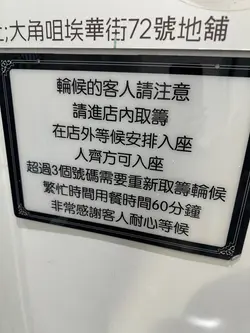 ;大角咀埃華街72號地舖
輪候的客人請注意
請進店內取籌
在店外等候安排入座
人齊方可入座
超過3個號碼需要重新取籌輪候
繁忙時間用餐時間60分鐘
非常感謝客人耐心等候